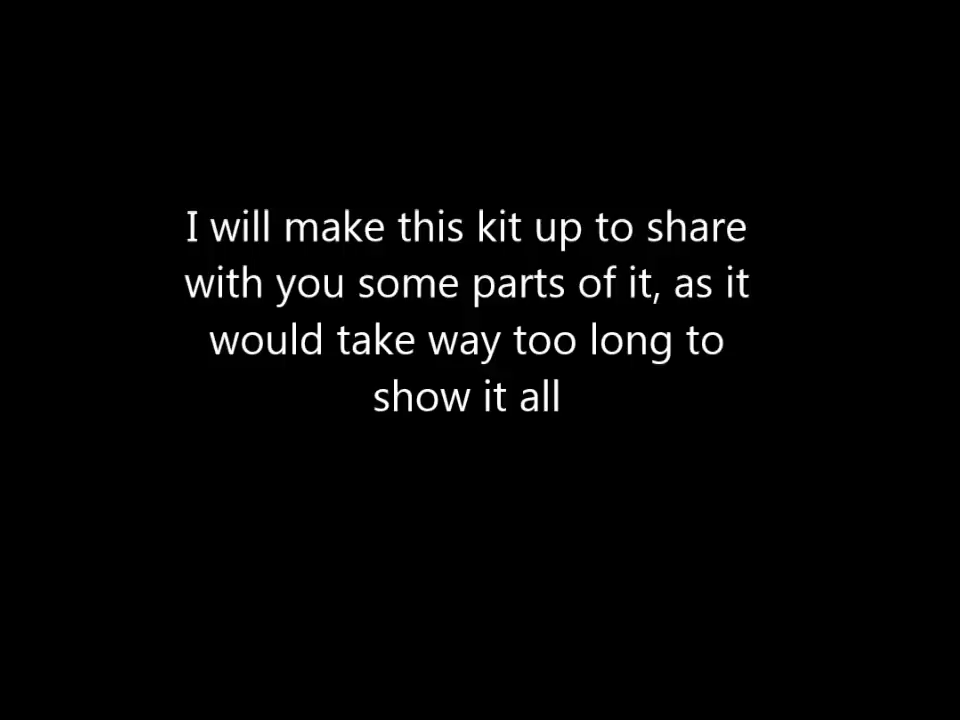 I will make this kit up to share
with you some parts of it, as it
would take way too long to
show it all